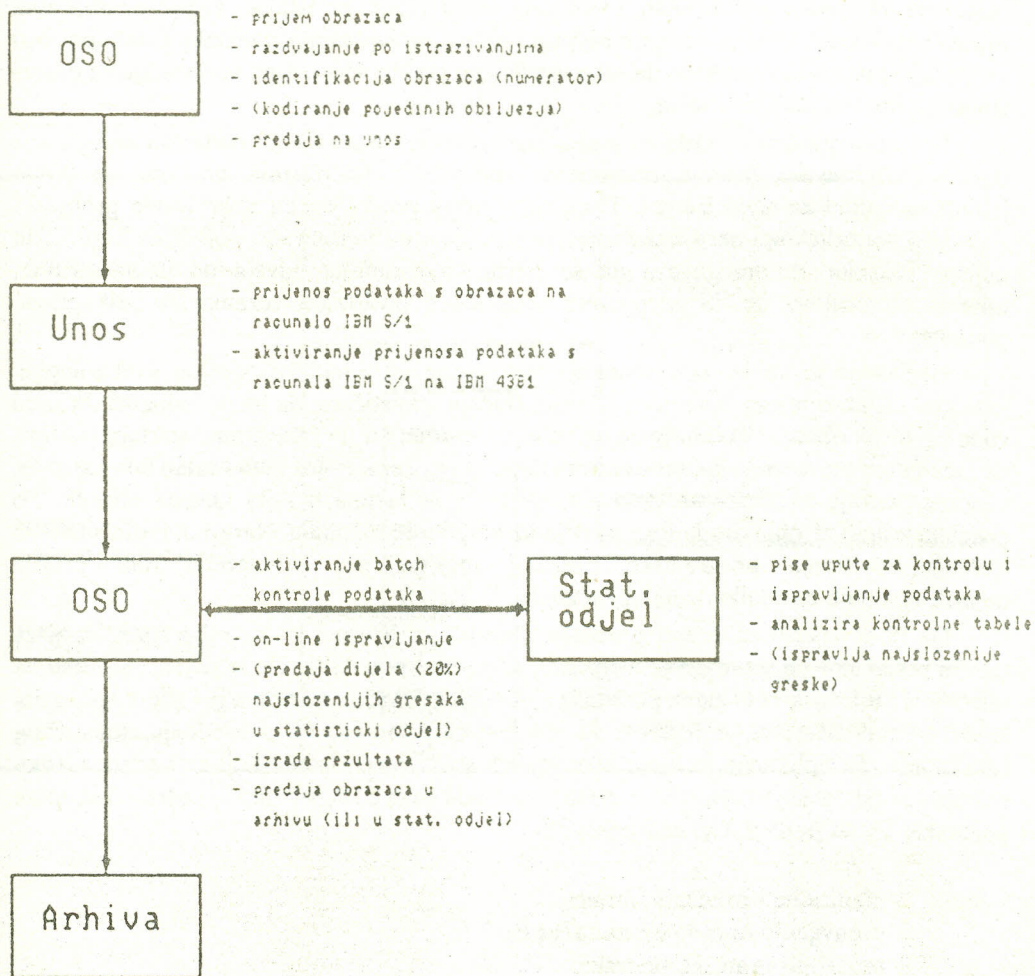 OSO
- prijem obrazaca
- razdvajanje po istrazivanjima
- identifikacija obrazaca (numerator)
- (kodiranje pojedinih obiljezja)
- predaja na unos
Unos
- prijenos podataka s obrazaca na
racunalo IBM S/1
- aktiviranje prijenosa podataka s
racunala IBM S/1 na IBM 4381
OSO
- aktiviranje batch
kontrole podataka
- on-line ispravljanje
- (predaja dijela (20%)
najslozenijih gresaka
u statisticki odjel)
- izrada rezultata
- predaja obrazaca u
arhivu (ili u stat. odjel)
Stat.
odjel
- pise upute za kontrolu i
ispravljanje podataka
- analizira kontrolne tabele
- (ispravlja najslozenije
greske)
Arhiva